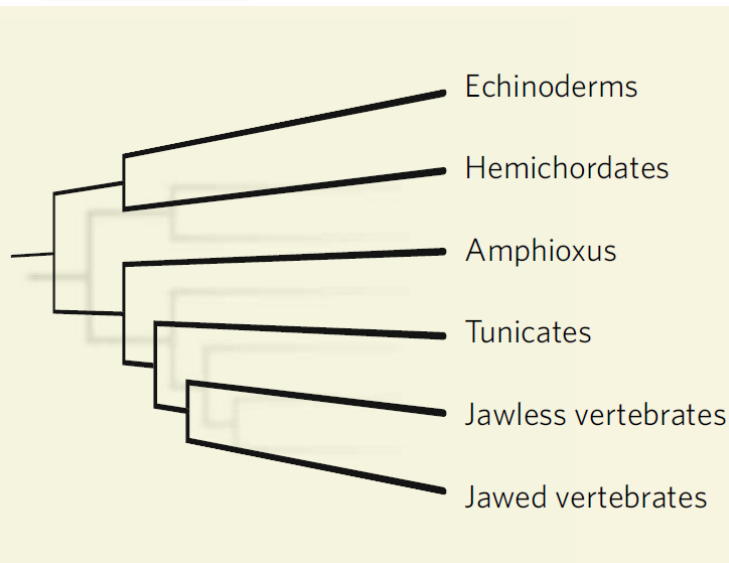 Echinoderms
Hemichordates
Amphioxus
Tunicates
Jawless vertebrates
Jawed vertebrates